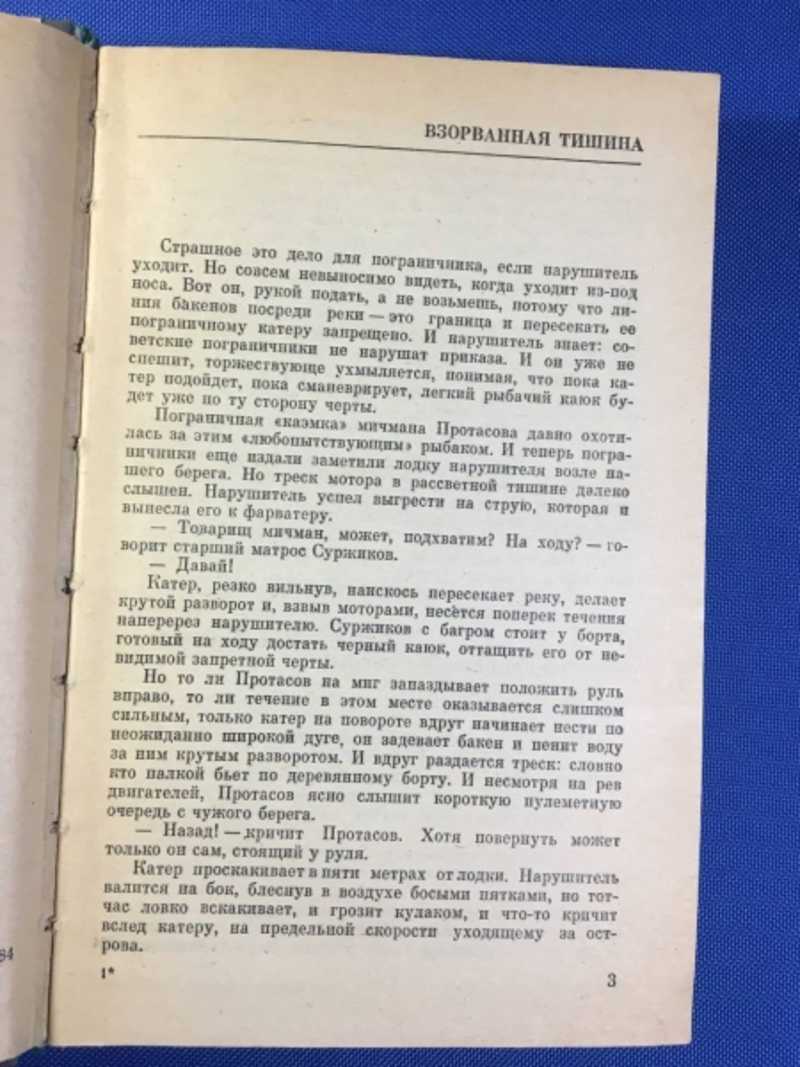 ВЗОРВАННАЯ ТИШИНА
Страшное это дело для пограничника, если нарушитель
уходит. Но совсем невыносимо видеть, когда уходит из-под
носа. Вот он, рукой подать, а не возьмешь, потому что ли-
ния бакенов посреди реки — это граница и пересекать ее
пограничному катеру запрещено. И нарушитель знает: со-
ветские пограничники не нарушат приказа. И он уже не
спешит, торжествующе ухмыляется, понимая, что пока ка-
тер подойдет, пока сманеврирует, легкий рыбачий каюк бу-
дет уже по ту сторону черты.
Пограничная «каэмка» мичмана Протасова давно охоти-
лась за этим «любопытствующим» рыбаком. И теперь погра-
ничники еще издали заметили лодку нарушителя возле на-
шего берега. Но треск мотора в рассветной тишине далеко
слышен. Нарушитель успел выгрести на струю, которая и
вынесла его к фарватеру.
— Товарищ мичман, может, подхватим? На ходу? — го-
ворит старший матрос Суржиков.
— Давай!
Катер, резко вильнув, наискось пересекает реку, делает
крутой разворот и, взвыв моторами, несётся поперек течения
наперерез нарушителю. Суржиков с багром стоит у борта,
готовый на ходу достать черный каюк, оттащить его от не-
видимой запретной черты.
Но то ли Протасов на миг запаздывает положить руль
вправо, то ли течение в этом месте оказывается слишком
сильным, только катер на повороте вдруг начинает нести по
неожиданно широкой дуге, он задевает бакен и пенит воду
за ним крутым разворотом. И вдруг раздается треск: словно
кто палкой бьет по деревянному борту. И несмотря на рев
двигателей, Протасов ясно слышит короткую пулеметную
очередь с чужого берега.
— Назад! — кричит Протасов. Хотя повернуть может
только он сам, стоящий у руля.
Катер проскакивает в пяти метрах от лодки. Нарушитель
валится на бок, блеснув в воздухе босыми пятками, но тот-
час ловко вскакивает, и грозит кулаком, и что-то кричит
вслед катеру, на предельной скорости уходящему за ост-
рова.
84
1*
3